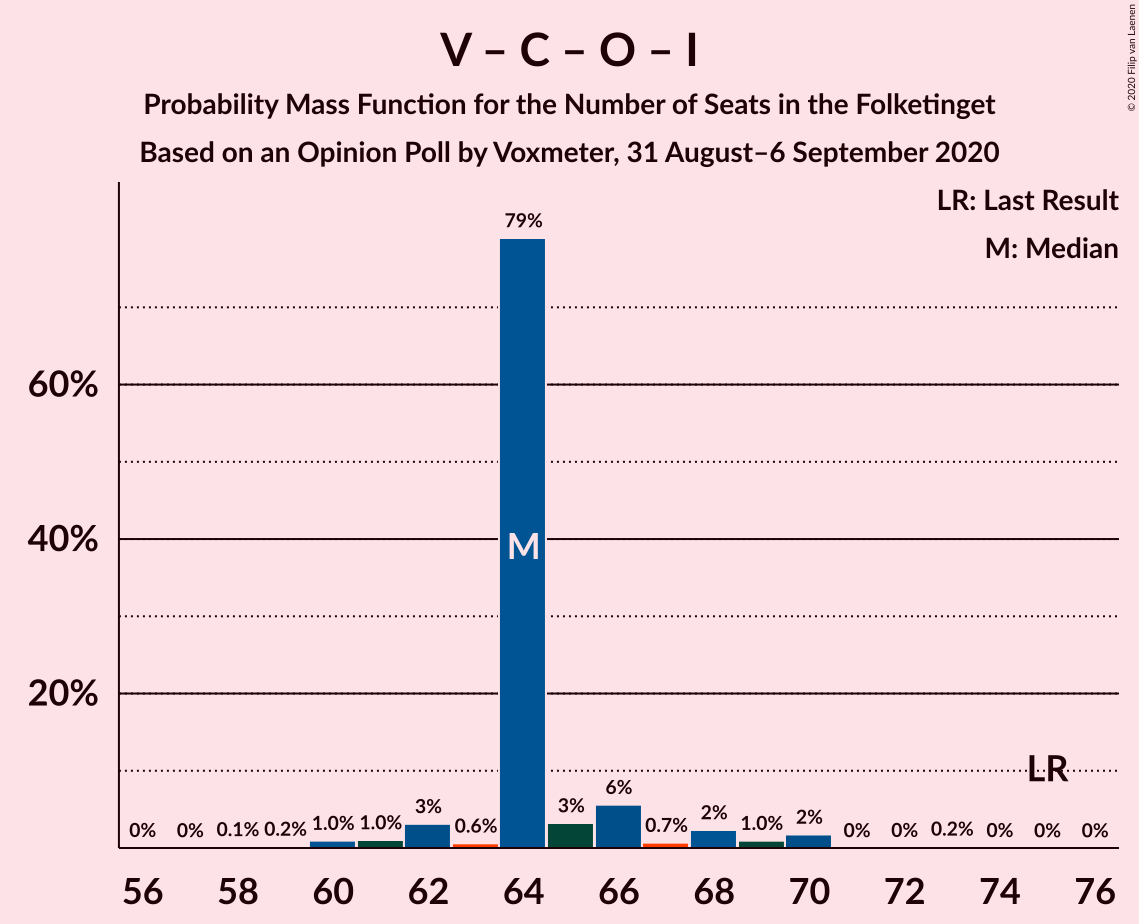 V – C – O – I
Probability Mass Function for the Number of Seats in the Folketinget
Based on an Opinion Poll by Voxmeter, 31 August–6 September 2020
© 2020 Filip van Laenen
LR: Last Result
M: Median
60%
40%
20%
0% 0% 0.1% 0.2% 1.0% 1.0% 3% 0.6% 79% 3% 6% 0.7% 2% 1.0% 2% 0% 0% 0.2% 0% 0% 0%
M
LR
56 58 60 62 64 66 68 70 72 74 76